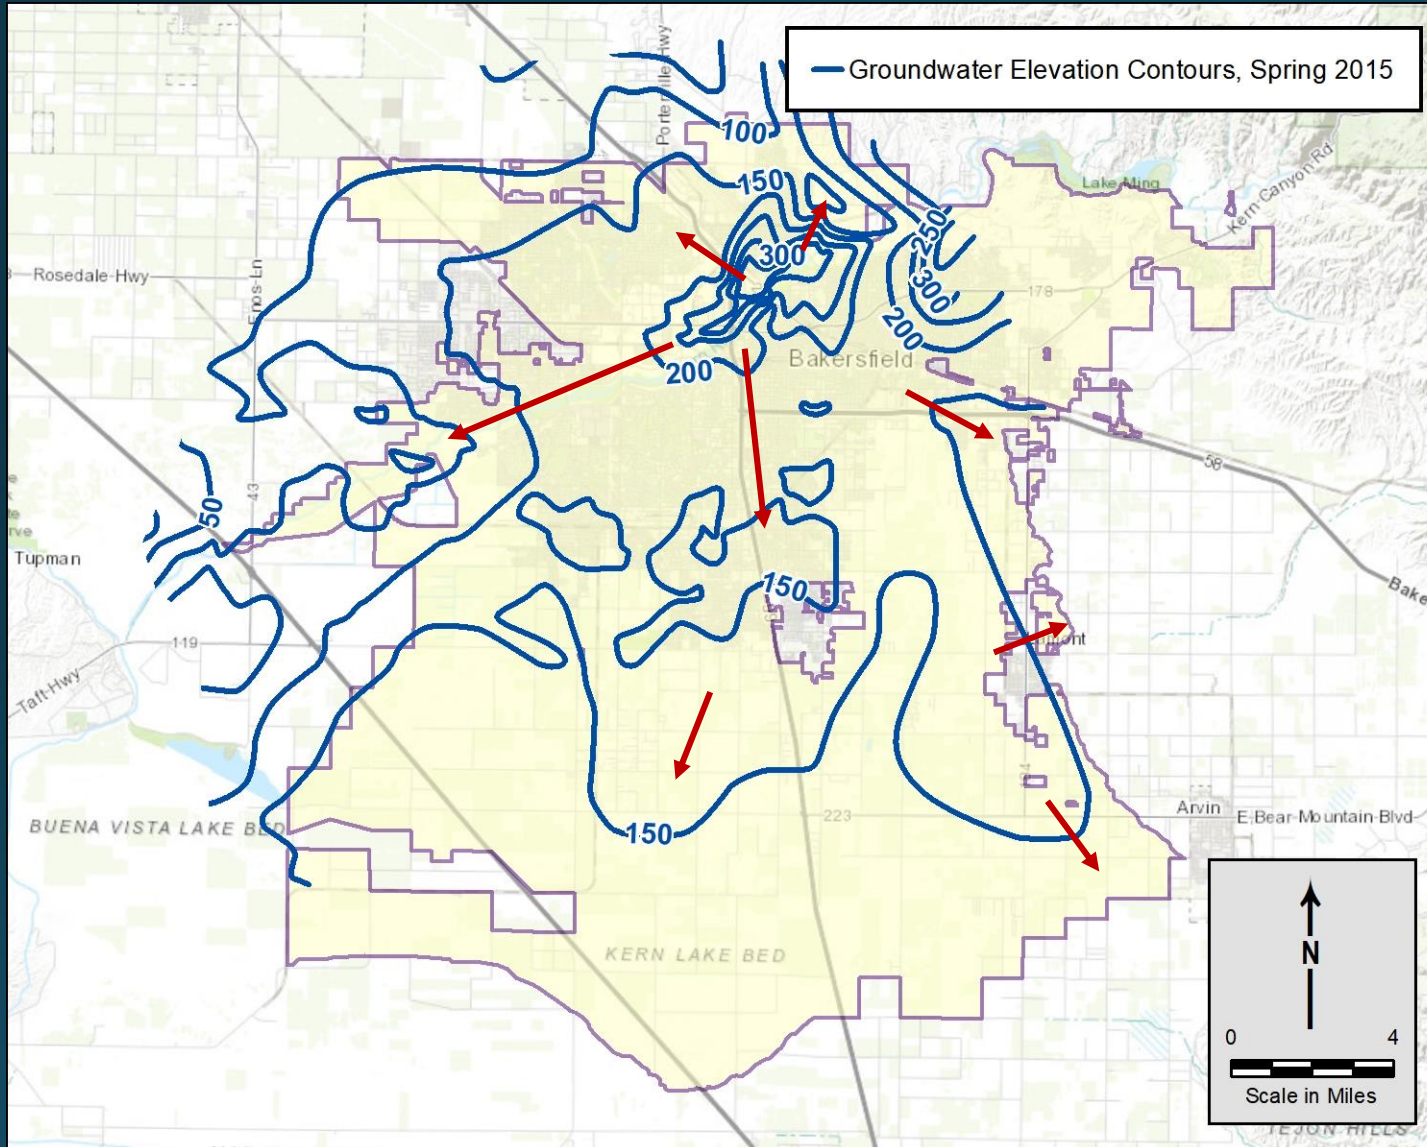 Groundwater Elevation Contours, Spring 2015
Porterville-Hwy
100
150
Lake Ming
Kern-Canyon-Rd
250
300
Rosedale-Hwy
Enos-Ln
178
300
200
Bakersfield
200
58
43
50
Tupman
150
119
Taft-Hwy
Arvin
E Bear-Mountain-Blvd
223
BUENA VISTA LAKE BED
150
KERN LAKE BED
N
0 4
Scale in Miles
TEJON HILLS